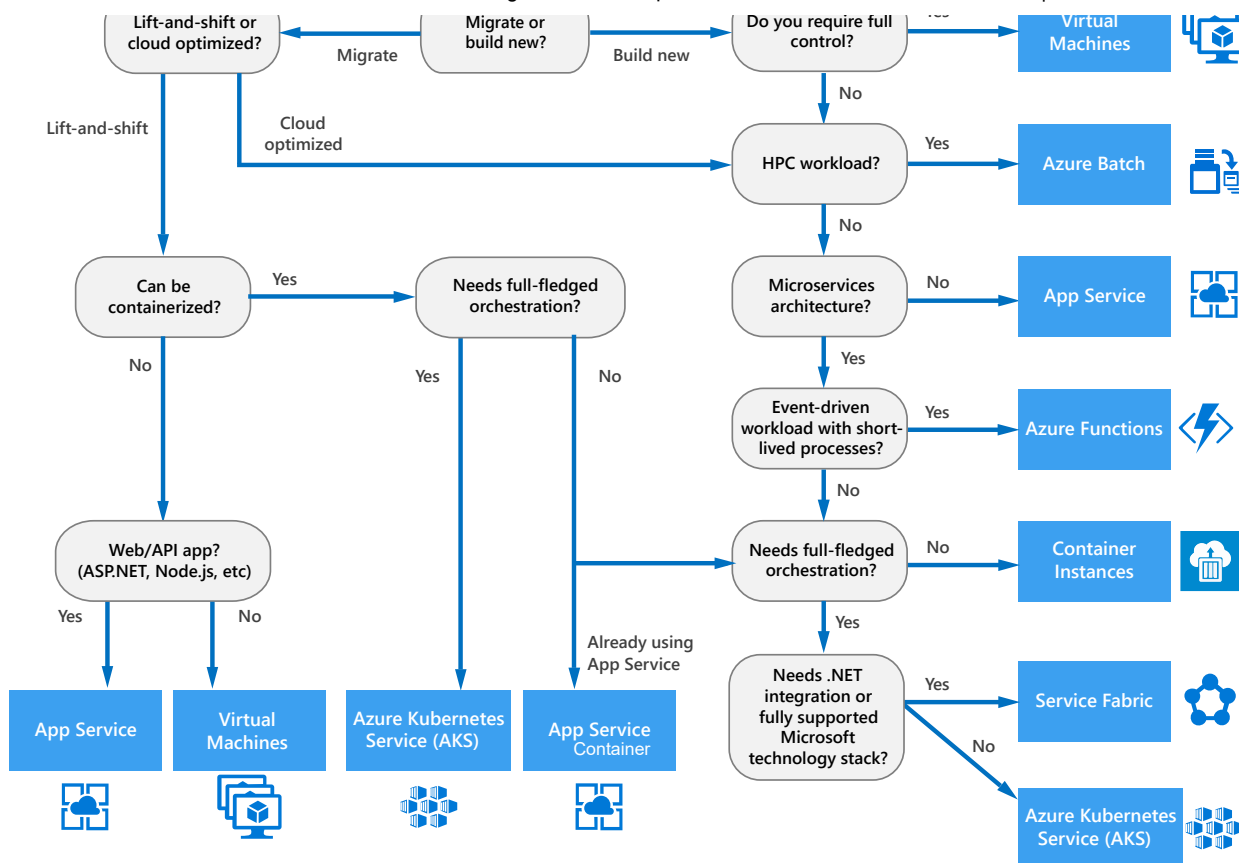 Lift-and-shift or
cloud optimized?
Migrate or
build new?
Do you require full
control?
Yes
Virtual
Machines
Migrate
Build new
No
Lift-and-shift
Cloud
optimized
HPC workload?
Yes
Azure Batch
No
Can be
containerized?
Yes
Needs full-fledged
orchestration?
Microservices
architecture?
No
App Service
No
Yes
No
Yes
Event-driven
workload with short-
lived processes?
Yes
Azure Functions
No
Web/API app?
(ASP.NET, Node.js, etc)
Needs full-fledged
orchestration?
No
Container
Instances
Yes
No
Yes
Already using
App Service
Needs .NET
integration or
fully supported
Microsoft
technology stack?
Yes
Service Fabric
No
App Service
Virtual
Machines
Azure Kubernetes
Service (AKS)
App Service
Container
Azure Kubernetes
Service (AKS)